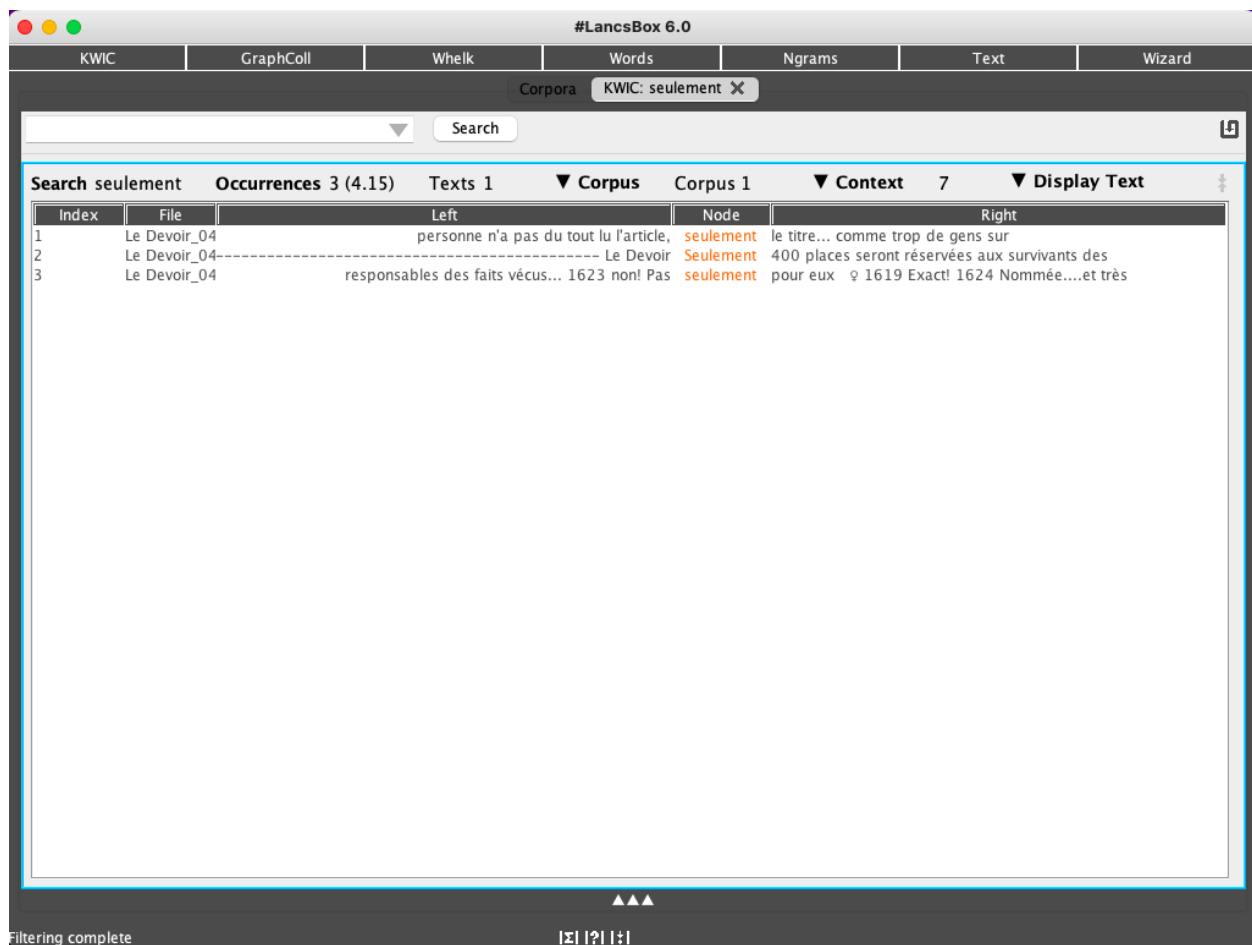 #LancsBox 6.0
KWIC GraphColl Whelk Words Ngrams Text Wizard
Corpora KWIC: seulement ✕
Search
Search seulement Occurrences 3 (4.15) Texts 1 ▼ Corpus Corpus 1 ▼ Context 7 ▼ Display Text
Index File Left Node Right
1 Le Devoir_04 personne n'a pas du tout lu l'article, seulement le titre... comme trop de gens sur
2 Le Devoir_04---------------------------------------------- Le Devoir Seulement 400 places seront réservées aux survivants des
3 Le Devoir_04 responsables des faits vécus... 1623 non! Pas seulement pour eux ♀ 1619 Exact! 1624 Nommée....et très
▲▲▲
Filtering complete |Σ| |?| |‡|